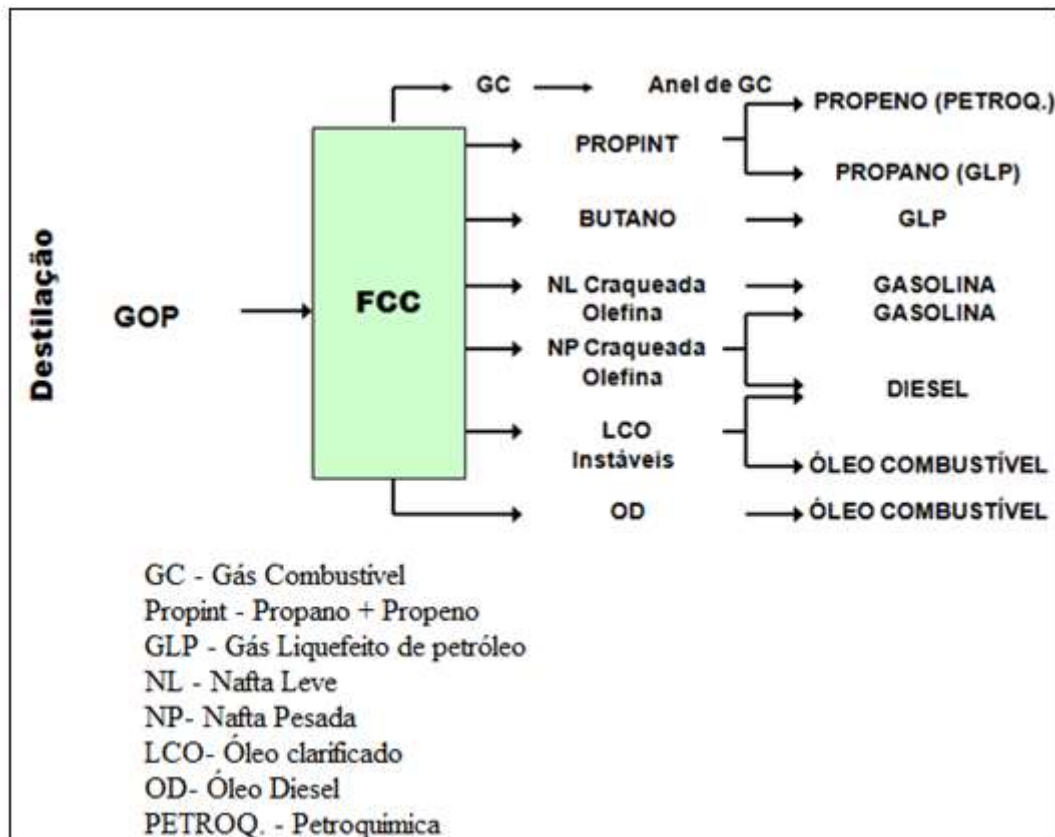 GC
Anel de GC
PROPENO (PETROQ.)
PROPINT
PROPANO (GLP)
BUTANO
GLP
Destilação
GOP
FCC
NL Craqueada
Olefina
GASOLINA
GASOLINA
NP Craqueada
Olefina
DIESEL
LCO
Instáveis
ÓLEO COMBUSTÍVEL
OD
ÓLEO COMBUSTÍVEL
GC - Gás Combustível
Propint - Propano + Propeno
GLP - Gás Liquefeito de petróleo
NL - Nafta Leve
NP- Nafta Pesada
LCO- Óleo clarificado
OD- Óleo Diesel
PETROQ. - Petroquímica